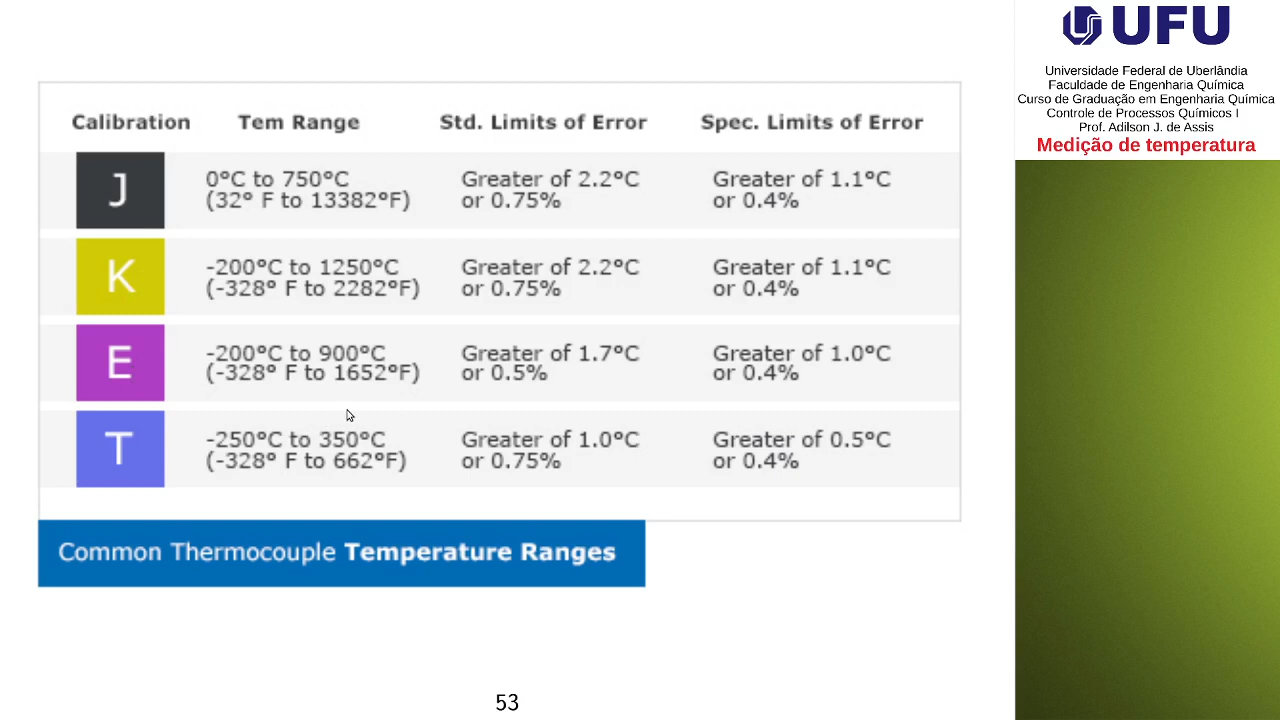 Calibration Tem Range Std. Limits of Error Spec. Limits of Error
J
0°C to 750°C
(32° F to 13382°F)
Greater of 2.2°C
or 0.75%
Greater of 1.1°C
or 0.4%
K
-200°C to 1250°C
(-328° F to 2282°F)
Greater of 2.2°C
or 0.75%
Greater of 1.1°C
or 0.4%
E
-200°C to 900°C
(-328° F to 1652°F)
Greater of 1.7°C
or 0.5%
Greater of 1.0°C
or 0.4%
T
-250°C to 350°C
(-328° F to 662°F)
Greater of 1.0°C
or 0.75%
Greater of 0.5°C
or 0.4%
Common Thermocouple Temperature Ranges
53
UFU
Universidade Federal de Uberlândia
Faculdade de Engenharia Química
Curso de Graduação em Engenharia Química
Controle de Processos Químicos I
Prof. Adilson J. de Assis
Medição de temperatura